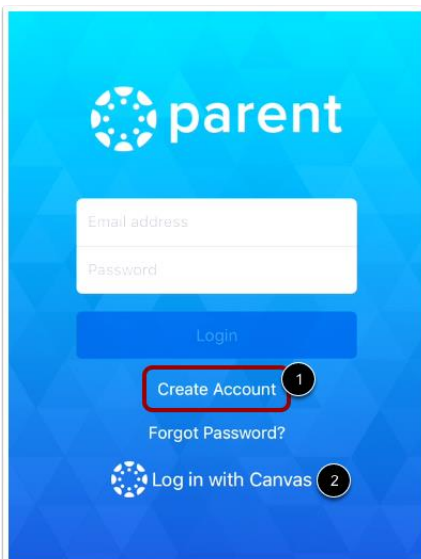 parent
Email address
Password
Login
Create Account 1
Forgot Password?
Log in with Canvas 2